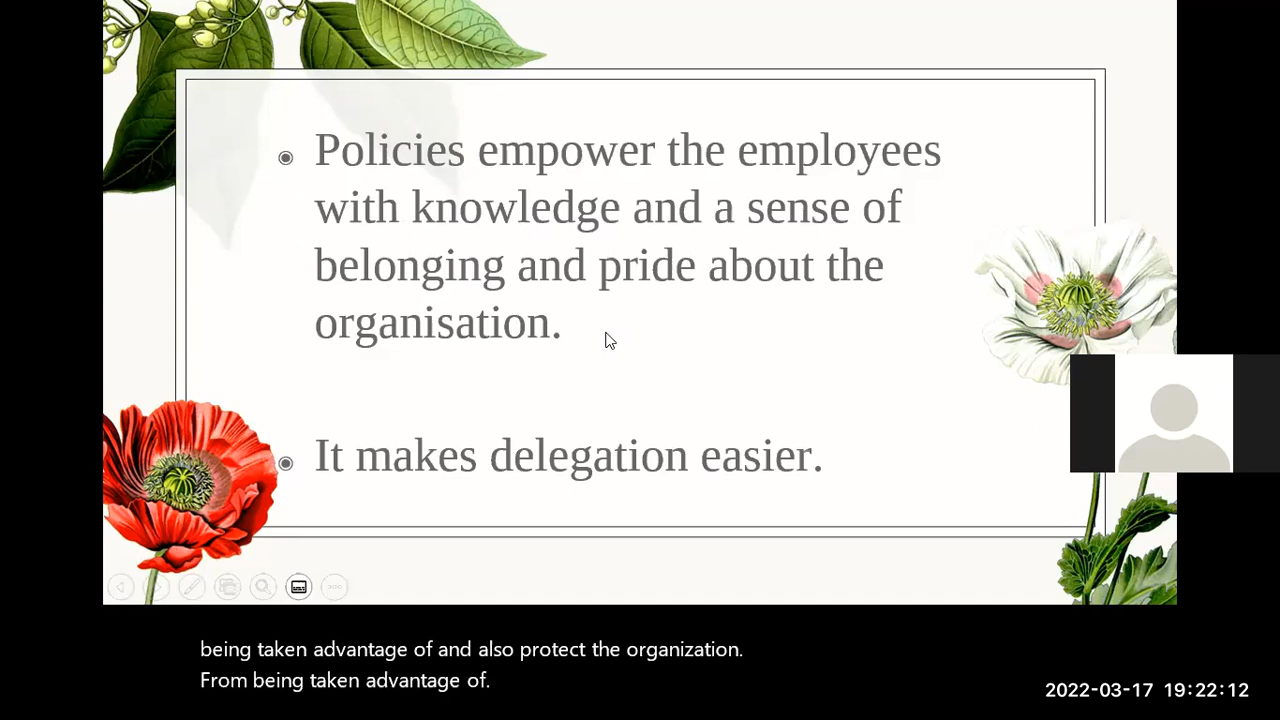 Policies empower the employees
with knowledge and a sense of
belonging and pride about the
organisation.
It makes delegation easier.
being taken advantage of and also protect the organization.
From being taken advantage of.
2022-03-17 19:22:12